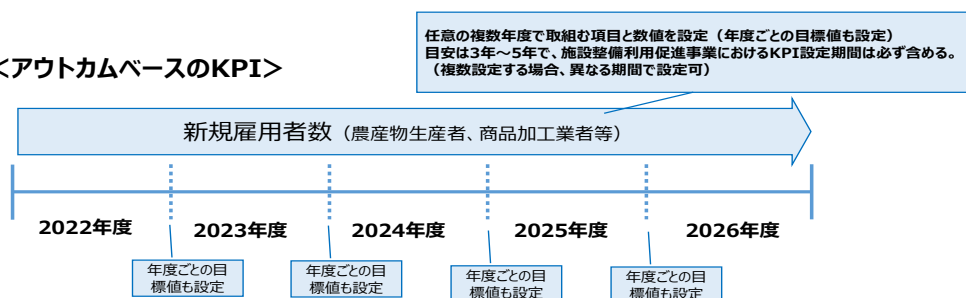 任意の複数年度で取組む項目と数値を設定（年度ごとの目標値も設定）
目安は3年～5年で、施設整備利用促進事業におけるKPI設定期間は必ず含める。
（複数設定する場合、異なる期間で設定可）
＜アウトカムベースのKPI＞
新規雇用者数（農産物生産者、商品加工業者等）
2022年度
2023年度
2024年度
2025年度
2026年度
年度ごとの目
標値も設定
年度ごとの目
標値も設定
年度ごとの目
標値も設定
年度ごとの目
標値も設定